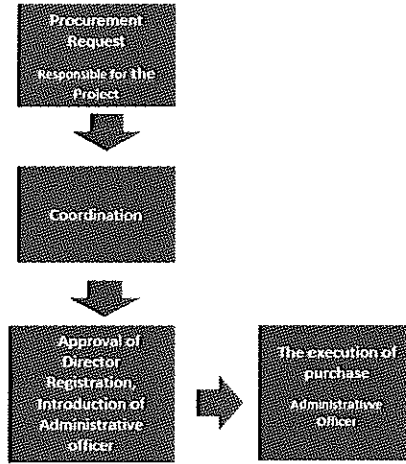 Procurement
Request
Responsible for the
Project
Coordination
Approval of
Director
Registration,
Introduction of
Administrative
officer
The execution of
purchase
Administrative
Officer